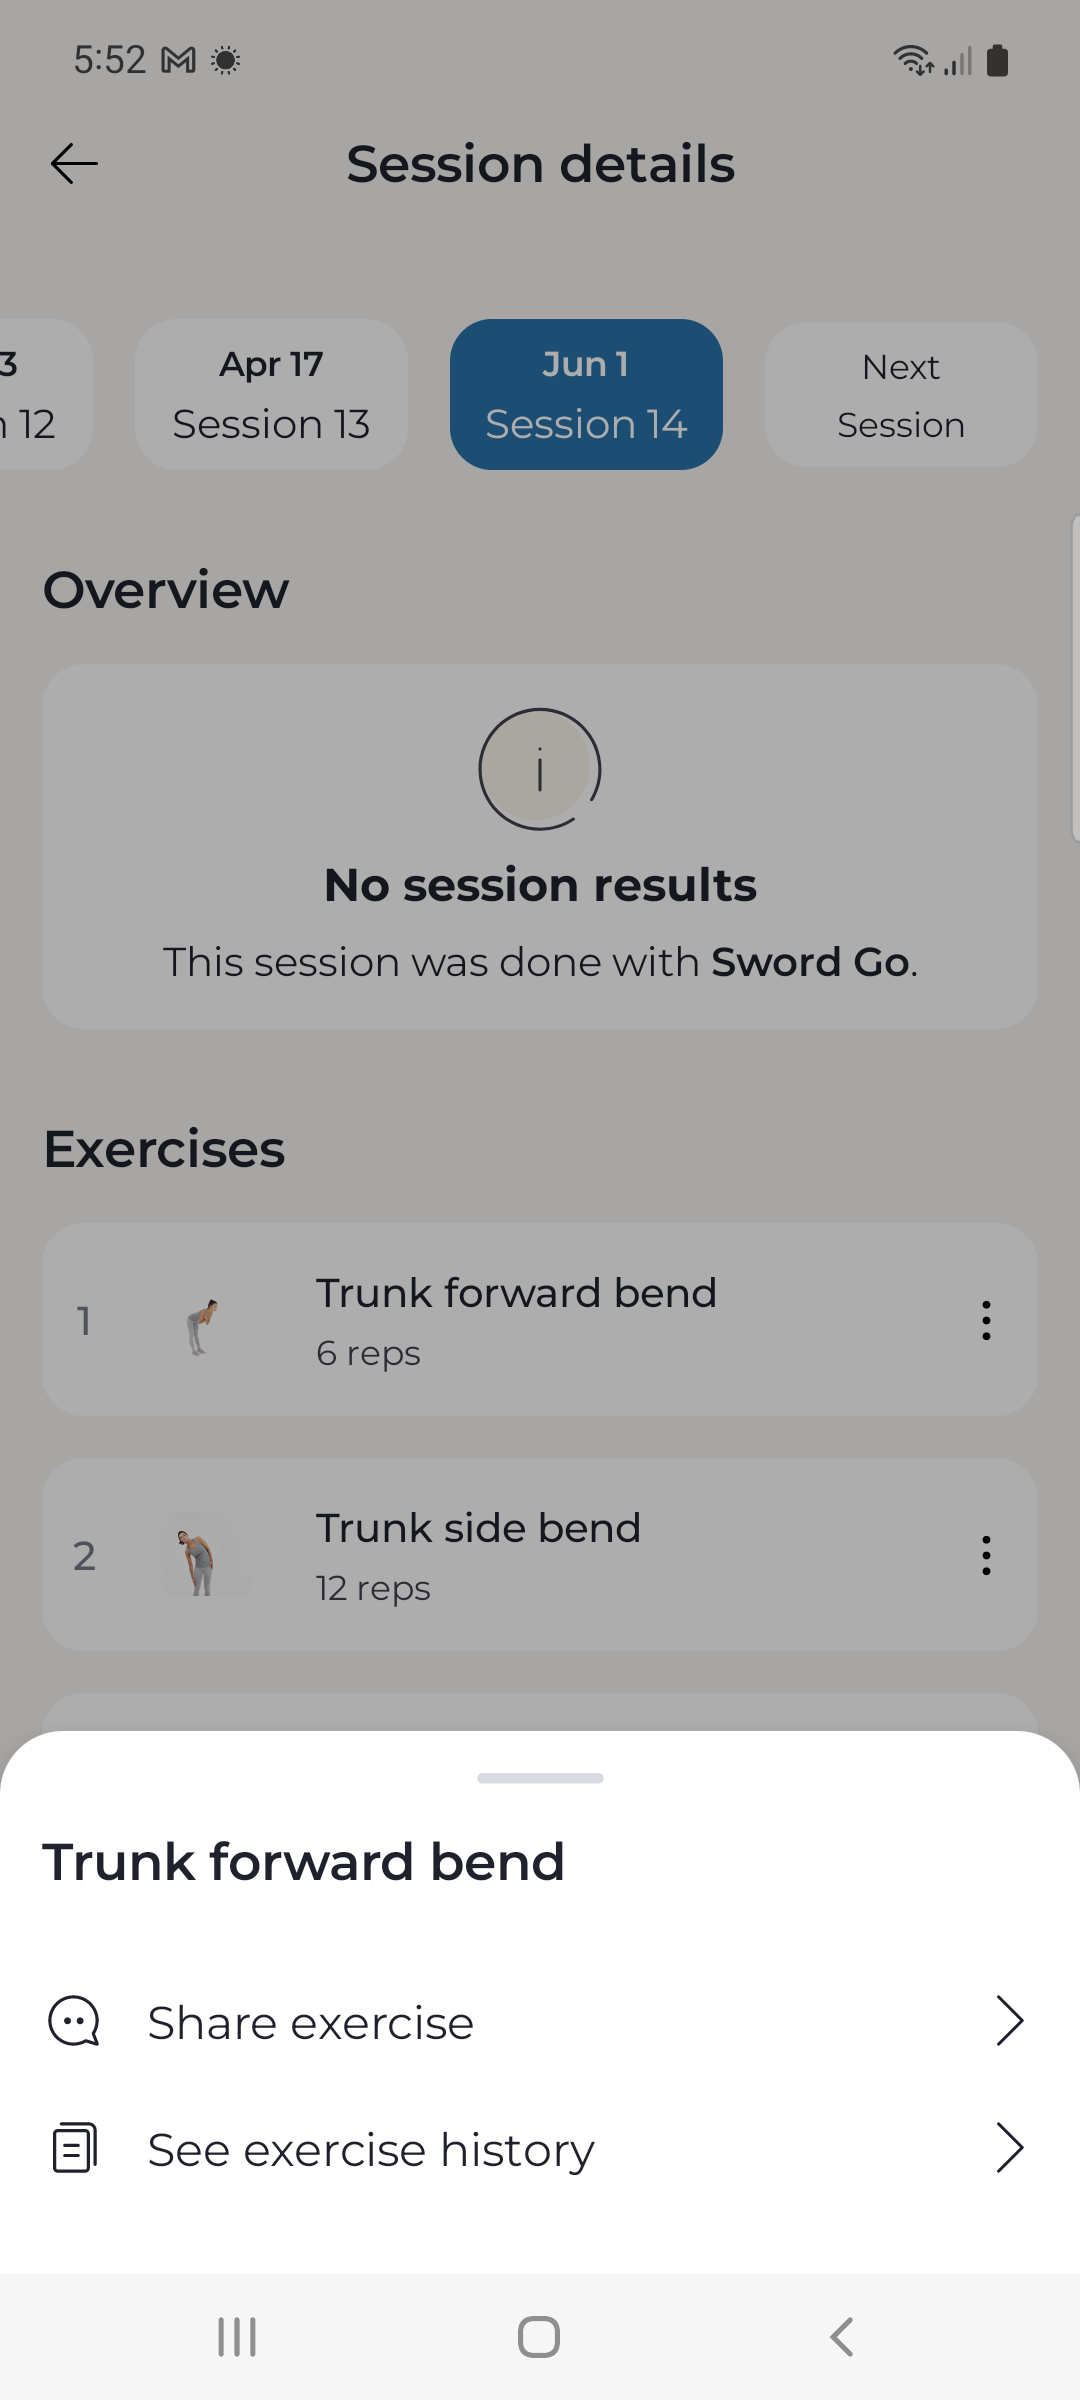 5:52
Session details
3
Apr 17
Jun 1
Next
n 12
Session 13
Session 14
Session
Overview
i
No session results
This session was done with Sword Go.
Exercises
1
Trunk forward bend
6 reps
2
Trunk side bend
12 reps
Trunk forward bend
Share exercise
See exercise history